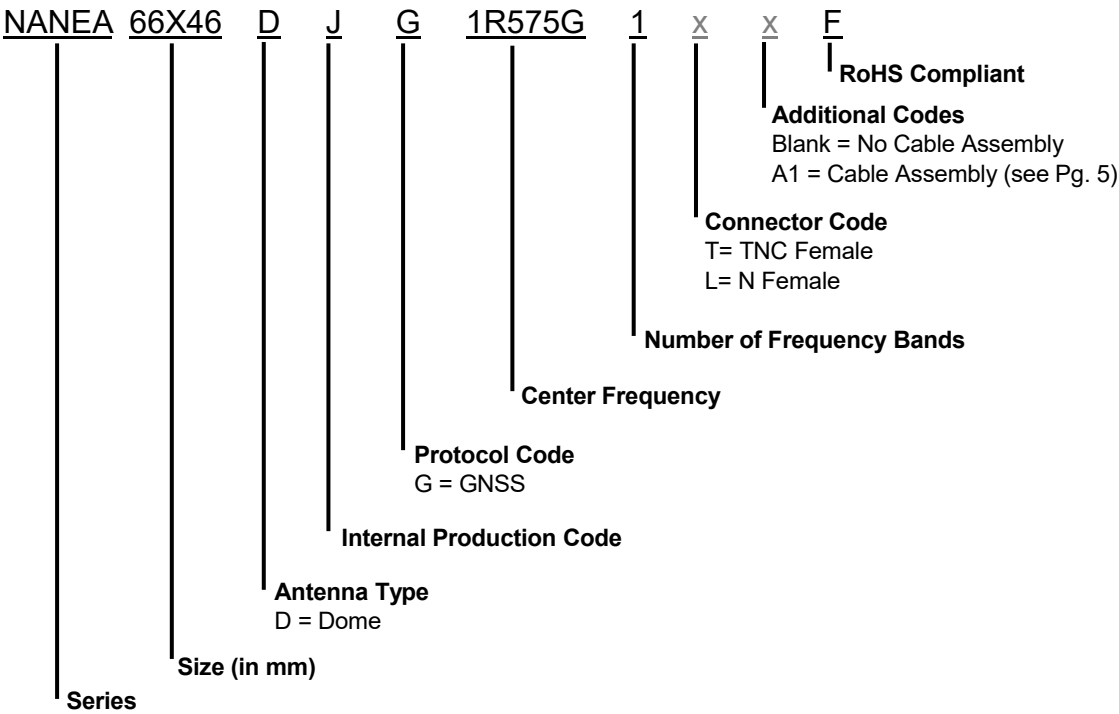 NANEA 66X46 D J G 1R575G 1 x x F
RoHS Compliant
Additional Codes
Blank = No Cable Assembly
A1 = Cable Assembly (see Pg. 5)
Connector Code
T= TNC Female
L= N Female
Number of Frequency Bands
Center Frequency
Protocol Code
G = GNSS
Internal Production Code
Antenna Type
D = Dome
Size (in mm)
Series